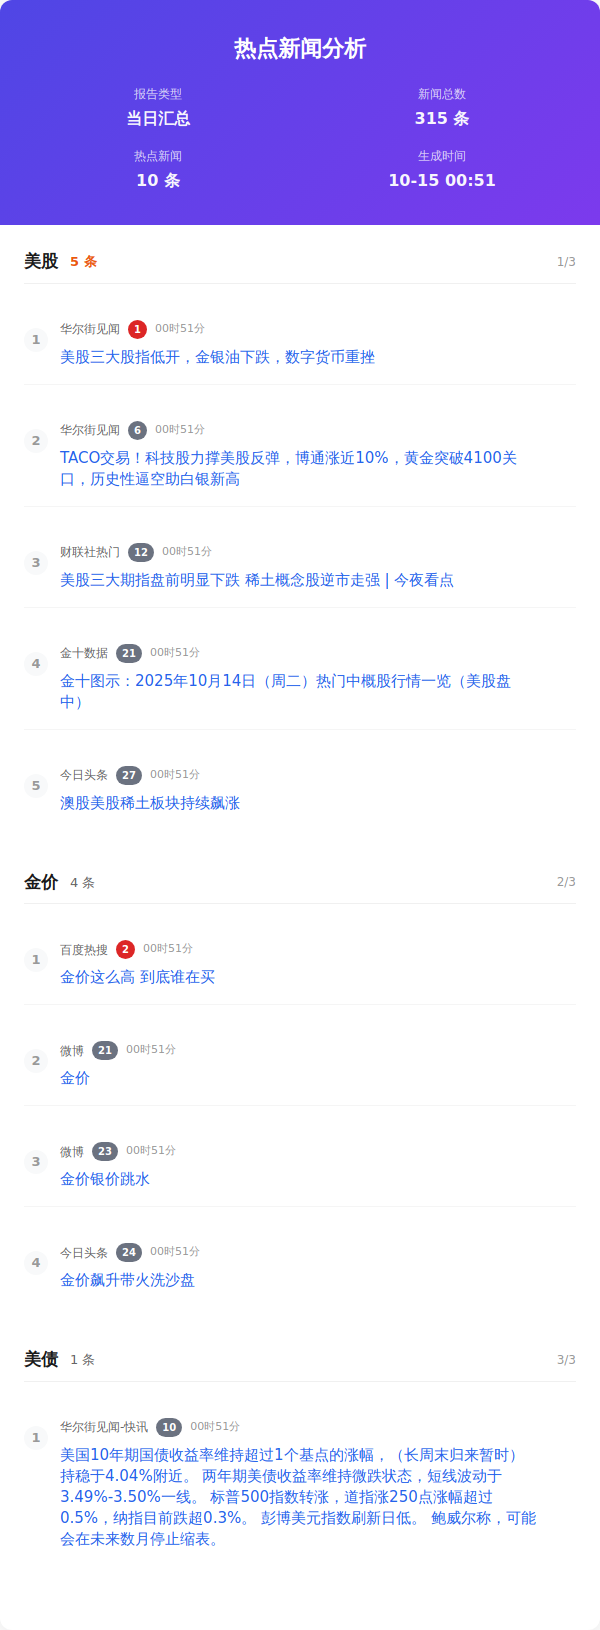 热点新闻分析
报告类型
新闻总数
当日汇总
315 条
热点新闻
生成时间
10 条
10-15 00:51
美股 5 条 1/3
1 华尔街见闻 1 00时51分
美股三大股指低开，金银油下跌，数字货币重挫
2 华尔街见闻 6 00时51分
TACO交易！科技股力撑美股反弹，博通涨近10%，黄金突破4100关
口，历史性逼空助白银新高
3 财联社热门 12 00时51分
美股三大期指盘前明显下跌 稀土概念股逆市走强 | 今夜看点
4 金十数据 21 00时51分
金十图示：2025年10月14日（周二）热门中概股行情一览（美股盘
中）
5 今日头条 27 00时51分
澳股美股稀土板块持续飙涨
金价 4 条 2/3
1 百度热搜 2 00时51分
金价这么高 到底谁在买
2 微博 21 00时51分
金价
3 微博 23 00时51分
金价银价跳水
4 今日头条 24 00时51分
金价飙升带火洗沙盘
美债 1 条 3/3
1 华尔街见闻-快讯 10 00时51分
美国10年期国债收益率维持超过1个基点的涨幅，（长周末归来暂时）
持稳于4.04%附近。 两年期美债收益率维持微跌状态，短线波动于
3.49%-3.50%一线。 标普500指数转涨，道指涨250点涨幅超过
0.5%，纳指目前跌超0.3%。 彭博美元指数刷新日低。 鲍威尔称，可能
会在未来数月停止缩表。